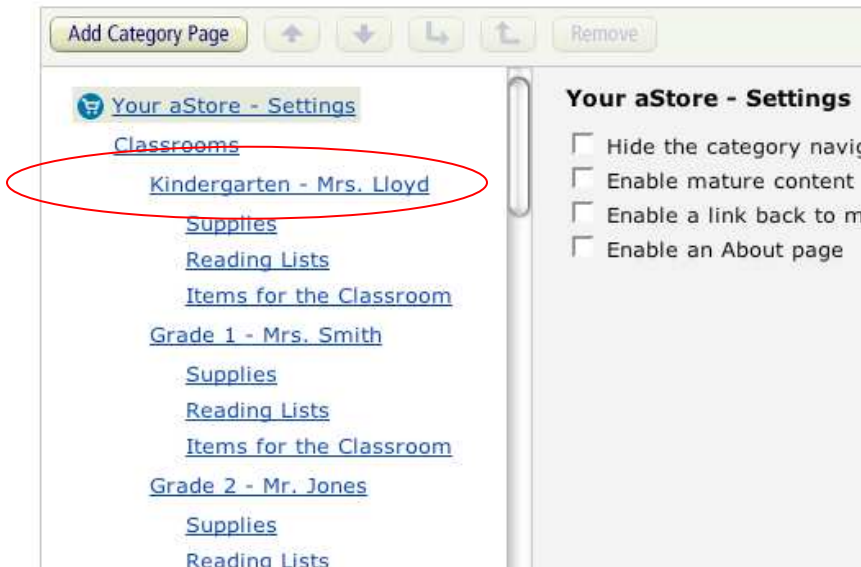 Add Category Page Remove
Your aStore - Settings
Classrooms
Kindergarten - Mrs. Lloyd
Supplies
Reading Lists
Items for the Classroom
Grade 1 - Mrs. Smith
Supplies
Reading Lists
Items for the Classroom
Grade 2 - Mr. Jones
Supplies
Reading Lists
Your aStore - Settings
Hide the category navig
Enable mature content
Enable a link back to m
Enable an About page